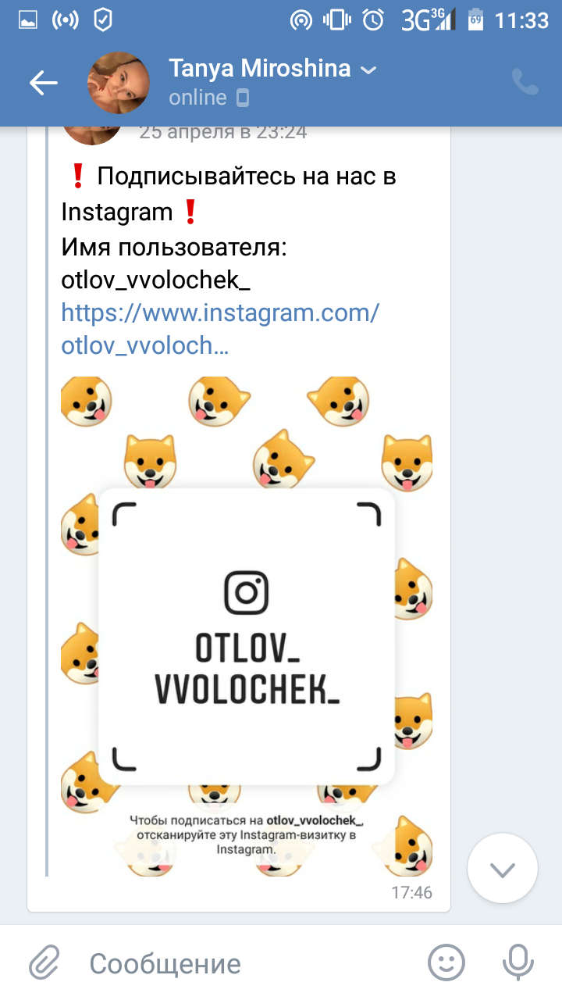 3G 3G 69 11:33
Tanya Miroshina
online
25 апреля в 23:24
❗ Подписывайтесь на нас в
Instagram ❗
Имя пользователя:
otlov_vvolochek_
https://www.instagram.com/
otlov_vvoloch...
OTLOV_
VVOLOCHEK_
Чтобы подписаться на otlov_vvolochek_,
отсканируйте эту Instagram-визитку в
Instagram.
17:46
Сообщение